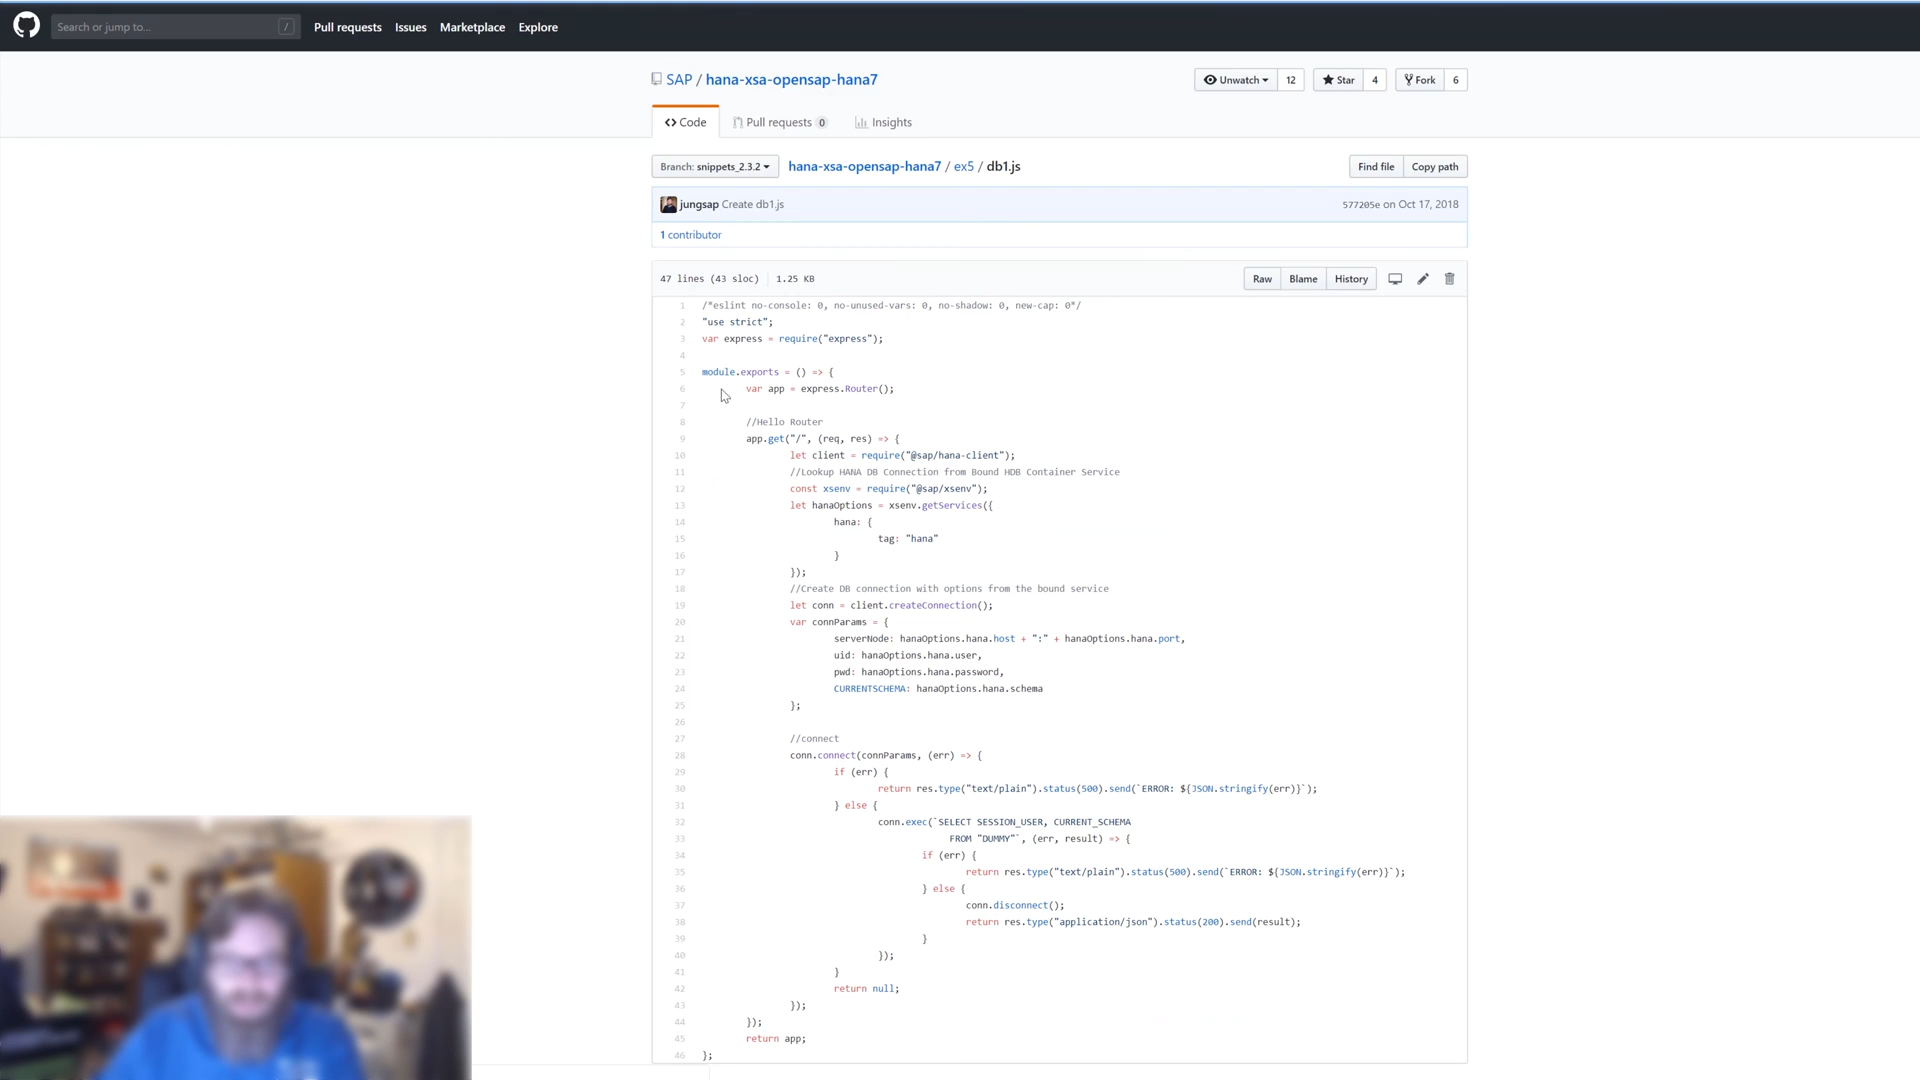 Search or jump to... /
Pull requests Issues Marketplace Explore
SAP / hana-xsa-opensap-hana7
Unwatch 12 Star 4 Fork 6
Code Pull requests 0 Insights
Branch: snippets_2.3.2 hana-xsa-opensap-hana7 / ex5 / db1.js Find file Copy path
jungsap Create db1.js 577205e on Oct 17, 2018
1 contributor
47 lines (43 sloc) 1.25 KB Raw Blame History
1 /*eslint no-console: 0, no-unused-vars: 0, no-shadow: 0, new-cap: 0*/
2 "use strict";
3 var express = require("express");
4
5 module.exports = () => {
6 var app = express.Router();
7
8 //Hello Router
9 app.get("/", (req, res) => {
10 let client = require("@sap/hana-client");
11 //Lookup HANA DB Connection from Bound HDB Container Service
12 const xsenv = require("@sap/xsenv");
13 let hanaOptions = xsenv.getServices({
14 hana: {
15 tag: "hana"
16 }
17 });
18 //Create DB connection with options from the bound service
19 let conn = client.createConnection();
20 var connParams = {
21 serverNode: hanaOptions.hana.host + ":" + hanaOptions.hana.port,
22 uid: hanaOptions.hana.user,
23 pwd: hanaOptions.hana.password,
24 CURRENTSCHEMA: hanaOptions.hana.schema
25 };
26
27 //connect
28 conn.connect(connParams, (err) => {
29 if (err) {
30 return res.type("text/plain").status(500).send(`ERROR: ${JSON.stringify(err)}`);
31 } else {
32 conn.exec(`SELECT SESSION_USER, CURRENT_SCHEMA
33 FROM "DUMMY"`, (err, result) => {
34 if (err) {
35 return res.type("text/plain").status(500).send(`ERROR: ${JSON.stringify(err)}`);
36 } else {
37 conn.disconnect();
38 return res.type("application/json").status(200).send(result);
39 }
40 });
41 }
42 return null;
43 });
44 });
45 return app;
46 };